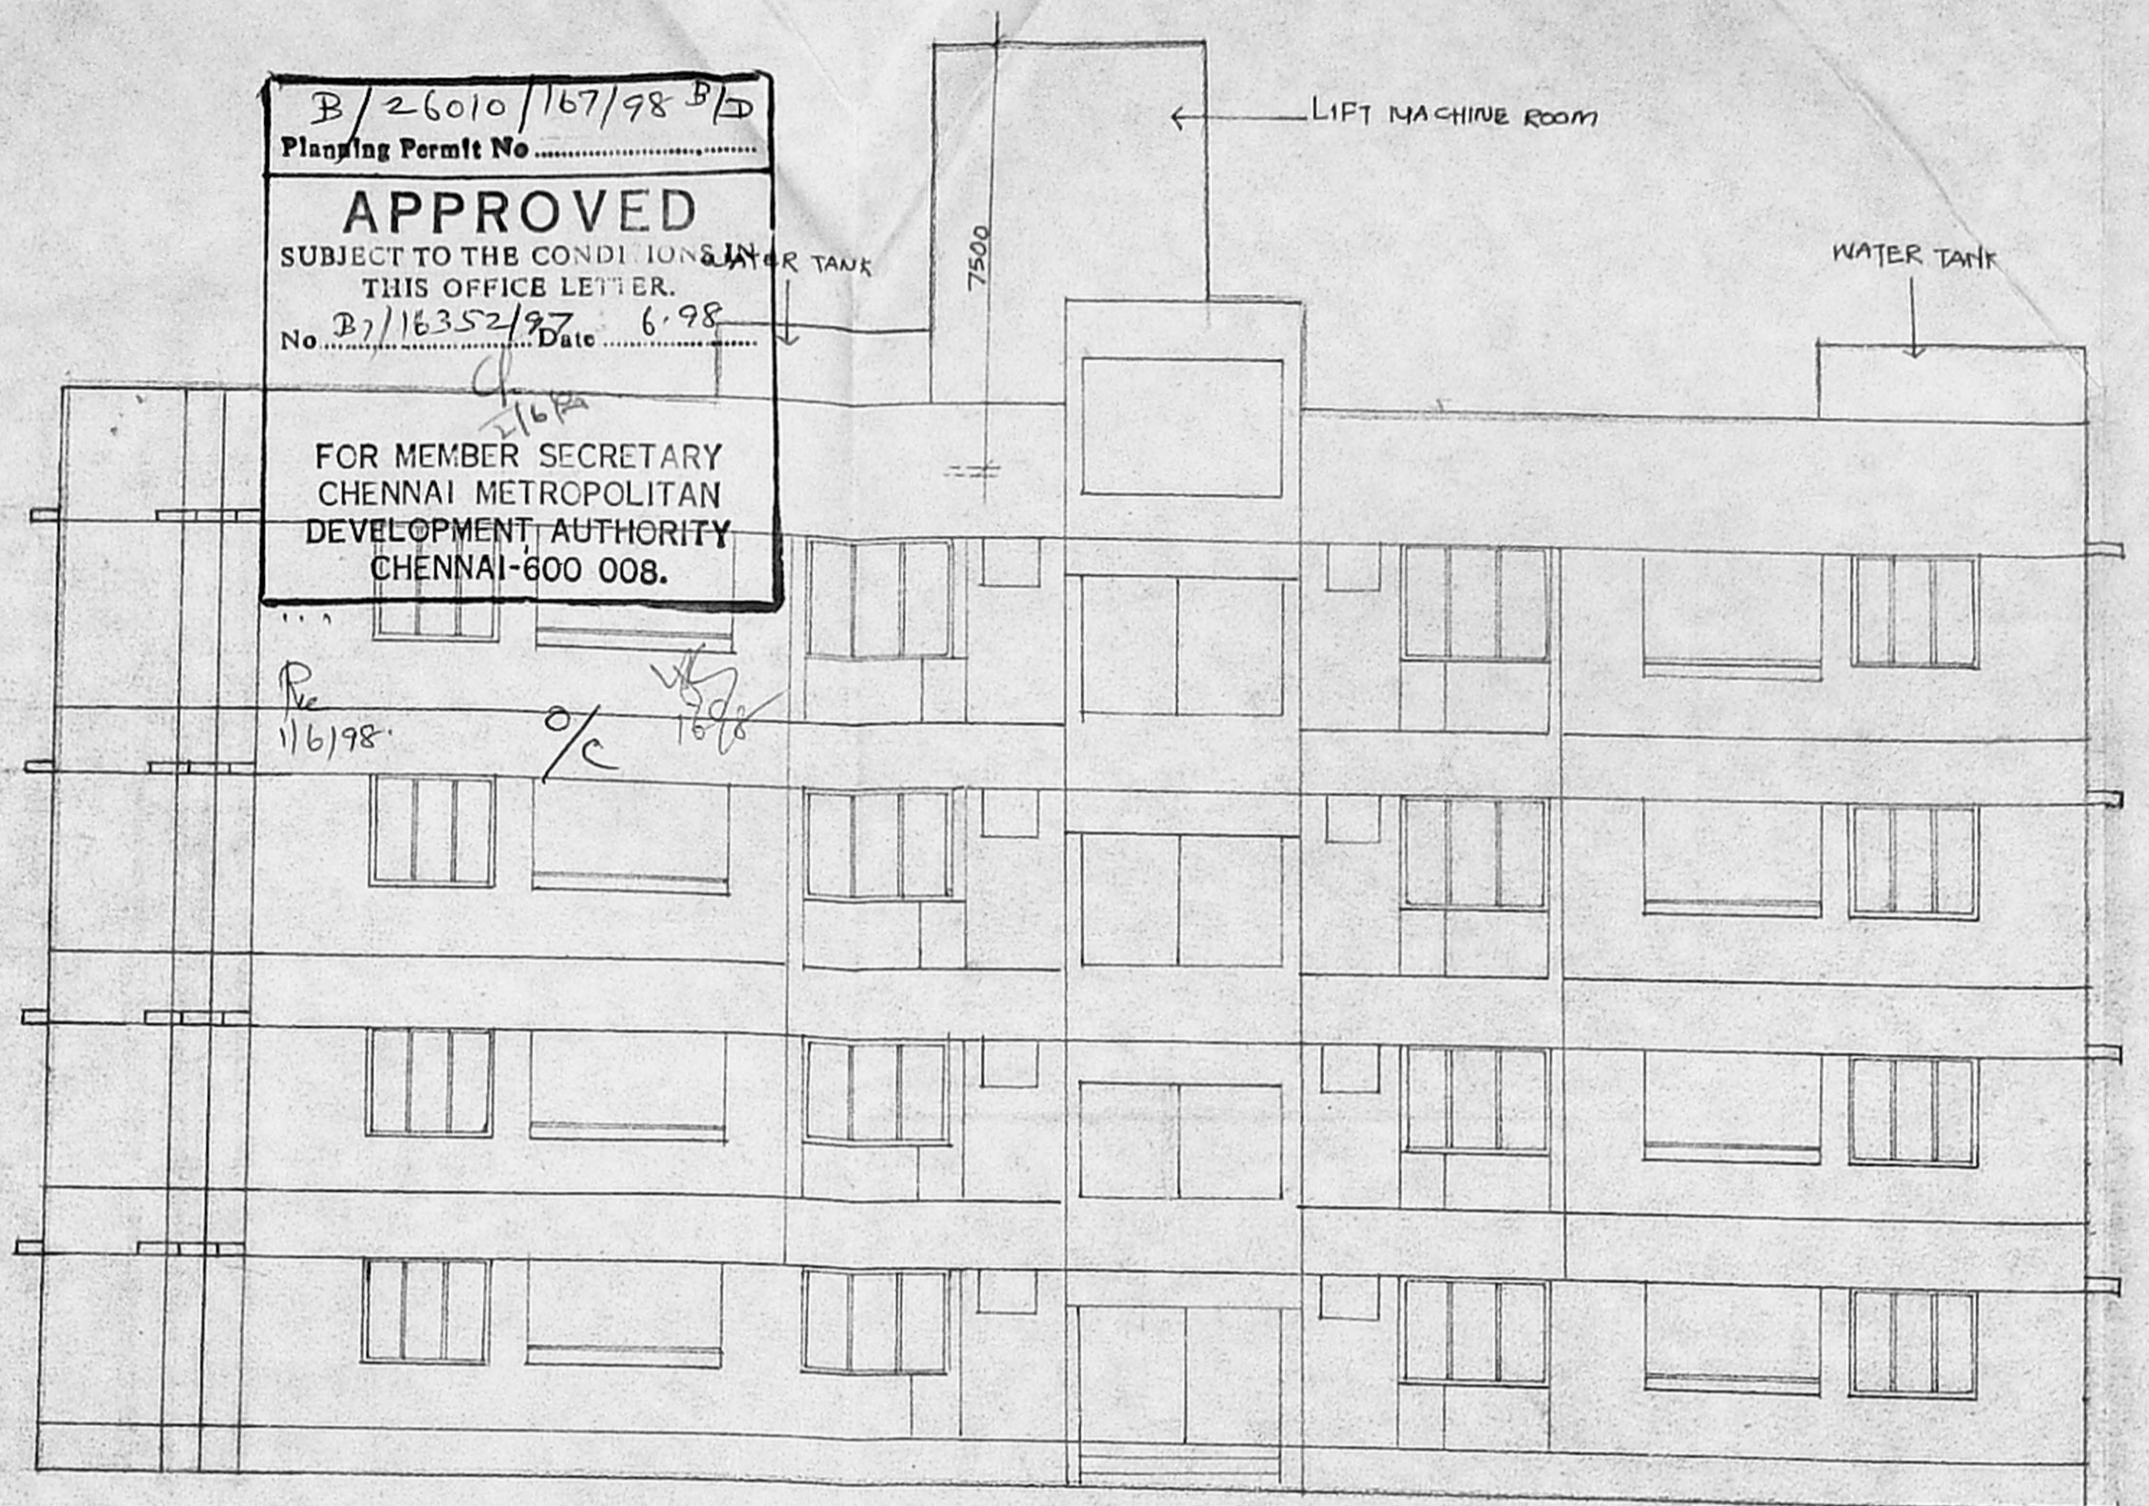 B/26010/167/98 B/D
Planning Permit No
APPROVED
SUBJECT TO THE CONDITIONS IN
THIS OFFICE LETTER.
No B7/16352/97 Date 6.98
FOR MEMBER SECRETARY
CHENNAI METROPOLITAN
DEVELOPMENT AUTHORITY
CHENNAI-600 008.
1/6/98.
O/C
WATER TANK
7500
LIFT MACHINE ROOM
WATER TANK